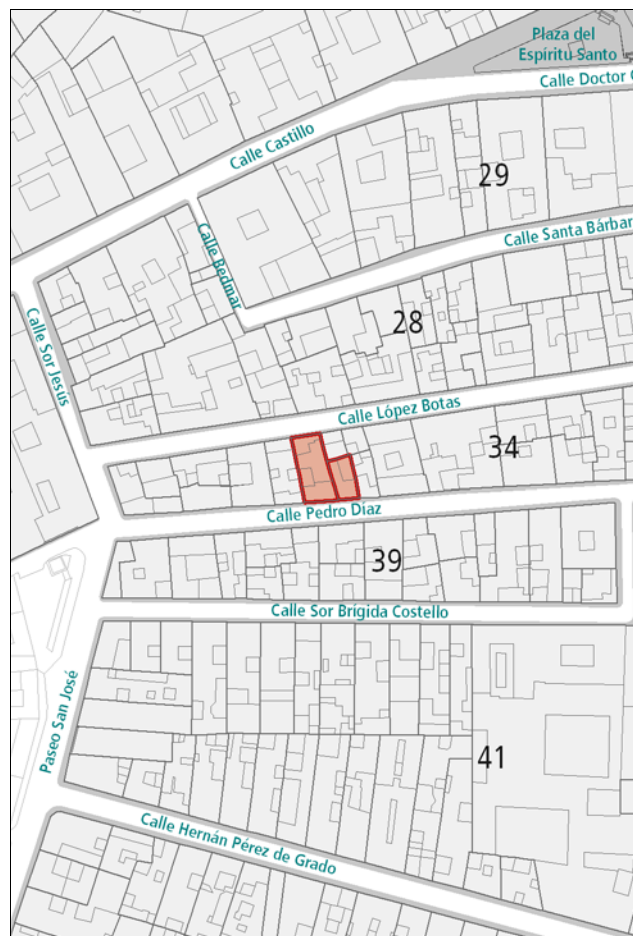 Plaza del
Espíritu Santo
Calle Doctor
Calle Castillo
29
Calle Santa Bárbar
Calle Bedmar
28
Calle Sor Jesús
Calle López Botas
34
Calle Pedro Díaz
39
Calle Sor Brígida Costello
Paseo San José
41
Calle Hernán Pérez de Grado